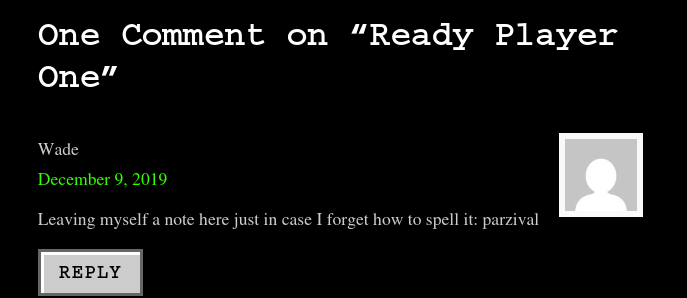 One Comment on “Ready Player
One”
Wade
December 9, 2019
Leaving myself a note here just in case I forget how to spell it: parzival
REPLY